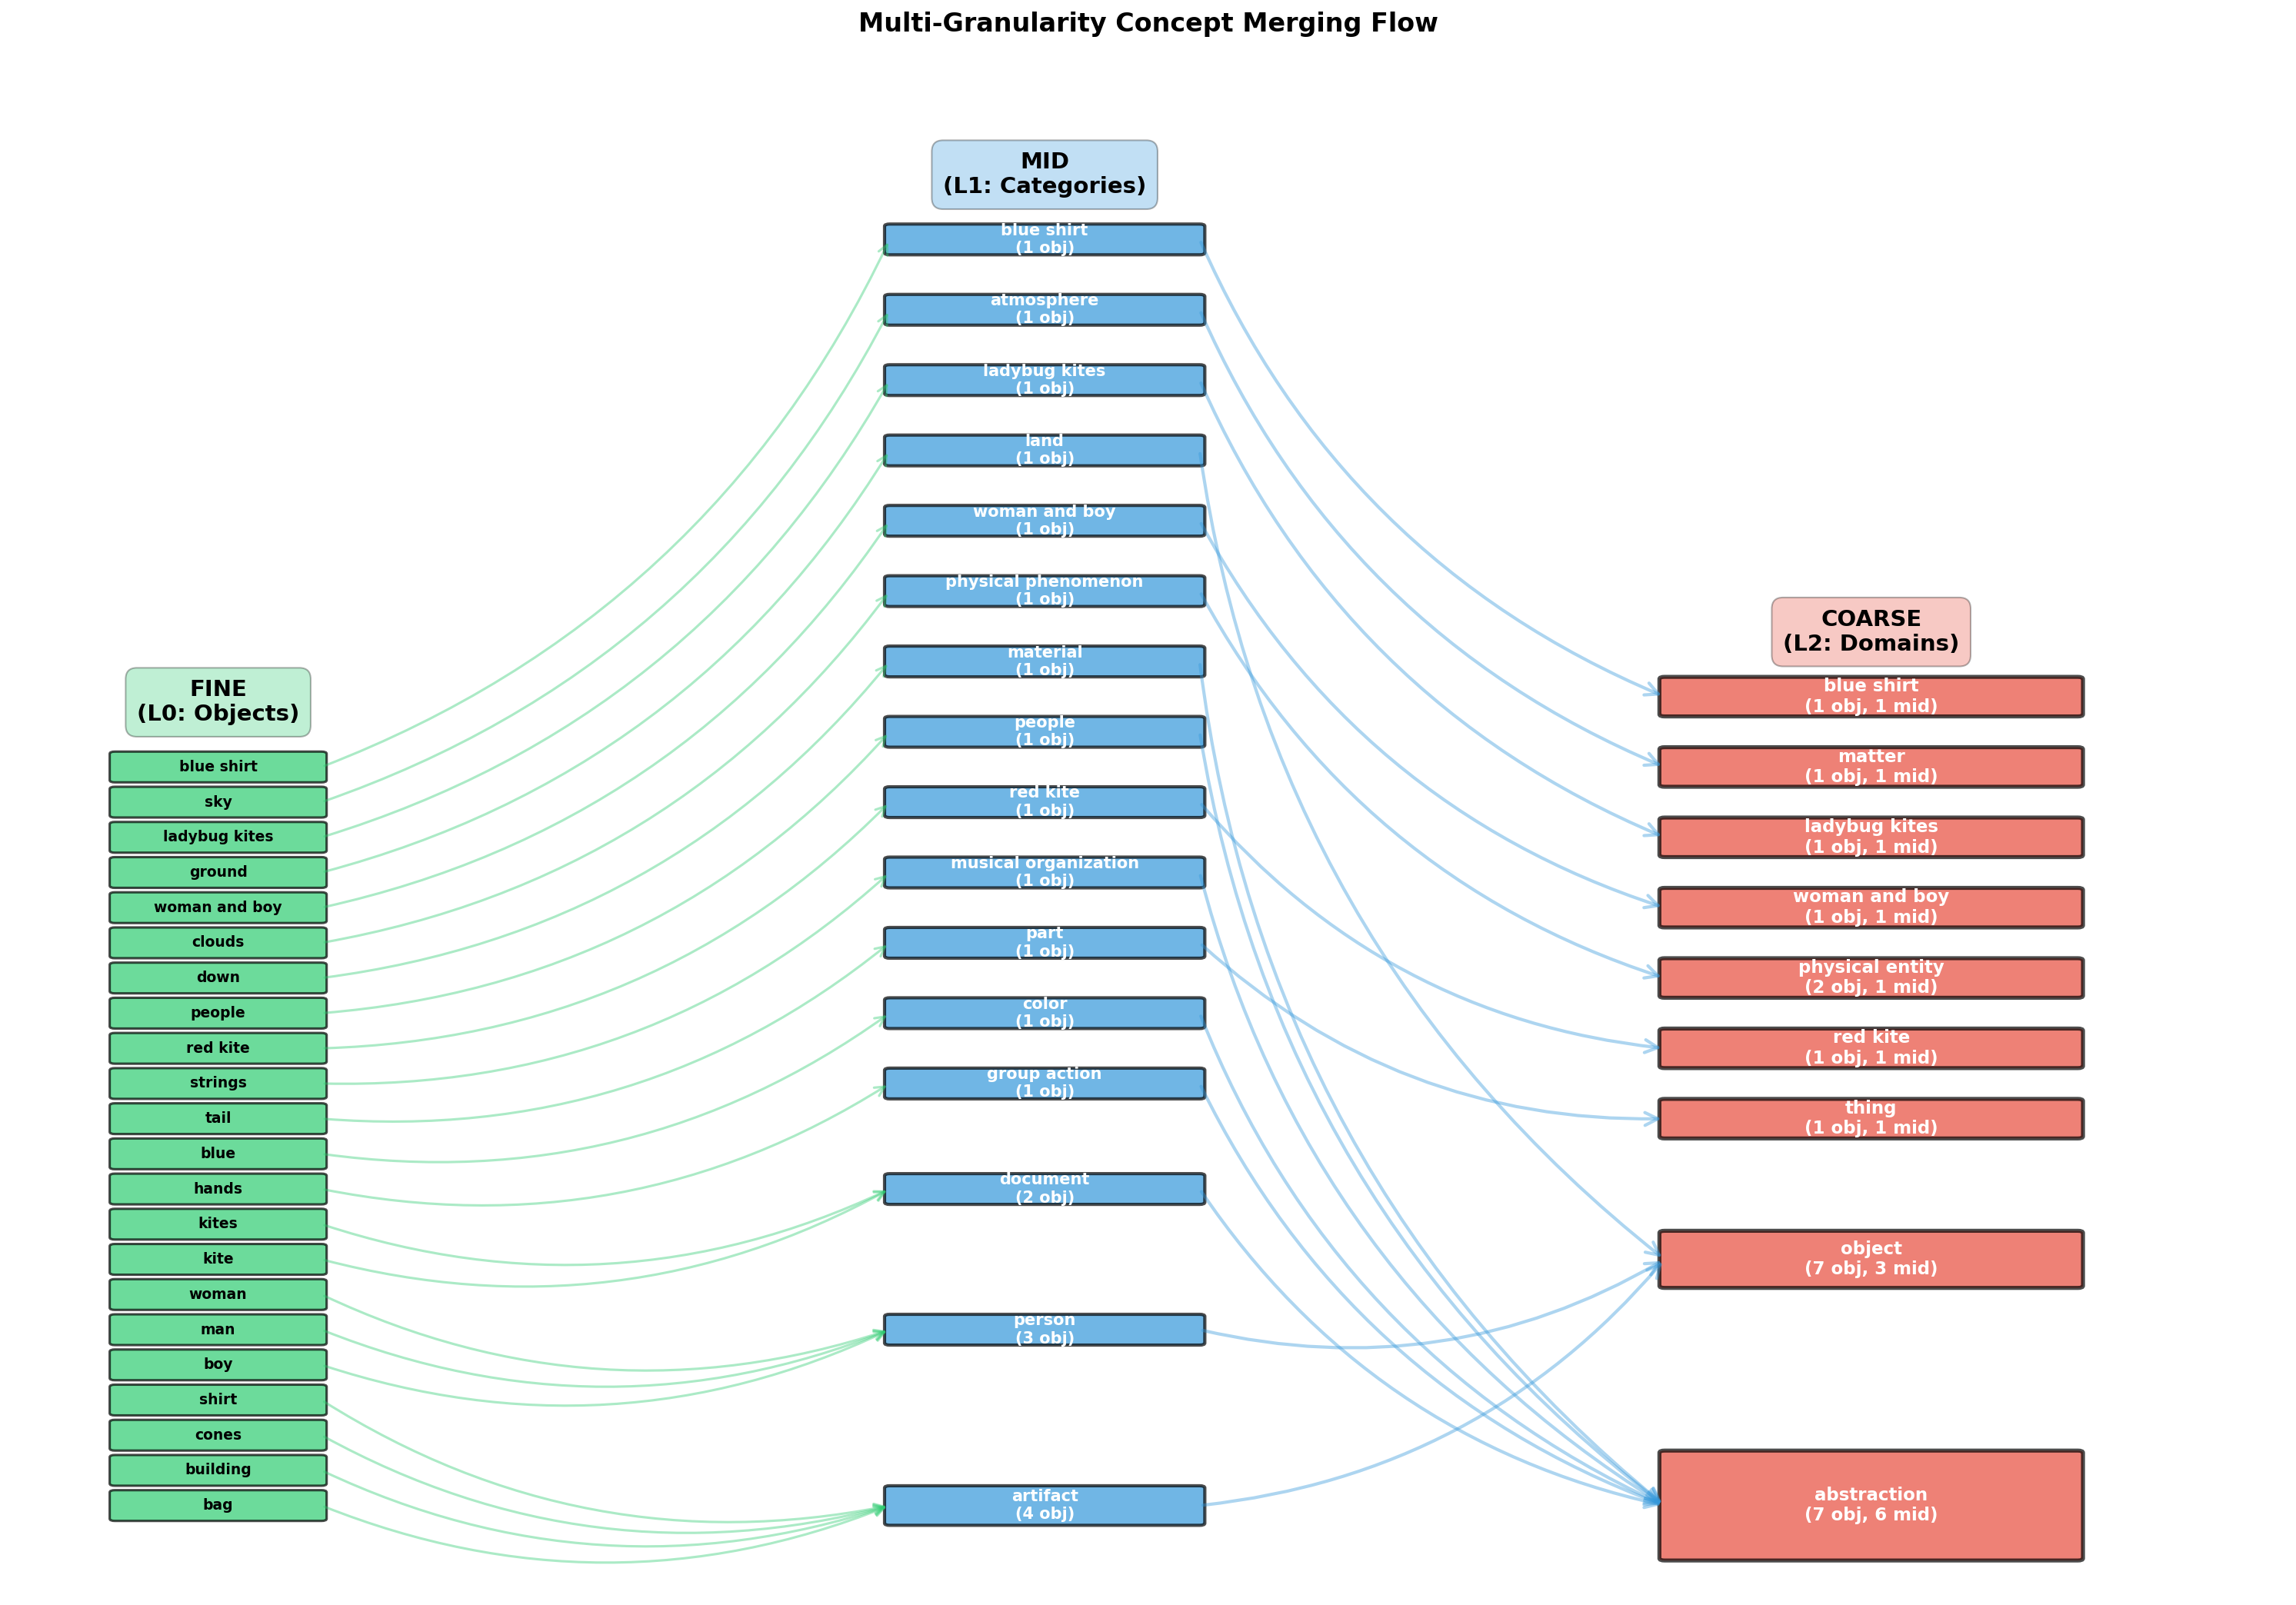 Multi-Granularity Concept Merging Flow
FINE
(L0: Objects)
blue shirt
sky
ladybug kites
ground
woman and boy
clouds
down
people
red kite
strings
tail
blue
hands
kites
kite
woman
man
boy
shirt
cones
building
bag
MID
(L1: Categories)
blue shirt
(1 obj)
atmosphere
(1 obj)
ladybug kites
(1 obj)
land
(1 obj)
woman and boy
(1 obj)
physical phenomenon
(1 obj)
material
(1 obj)
people
(1 obj)
red kite
(1 obj)
musical organization
(1 obj)
part
(1 obj)
color
(1 obj)
group action
(1 obj)
document
(2 obj)
person
(3 obj)
artifact
(4 obj)
COARSE
(L2: Domains)
blue shirt
(1 obj, 1 mid)
matter
(1 obj, 1 mid)
ladybug kites
(1 obj, 1 mid)
woman and boy
(1 obj, 1 mid)
physical entity
(2 obj, 1 mid)
red kite
(1 obj, 1 mid)
thing
(1 obj, 1 mid)
object
(7 obj, 3 mid)
abstraction
(7 obj, 6 mid)